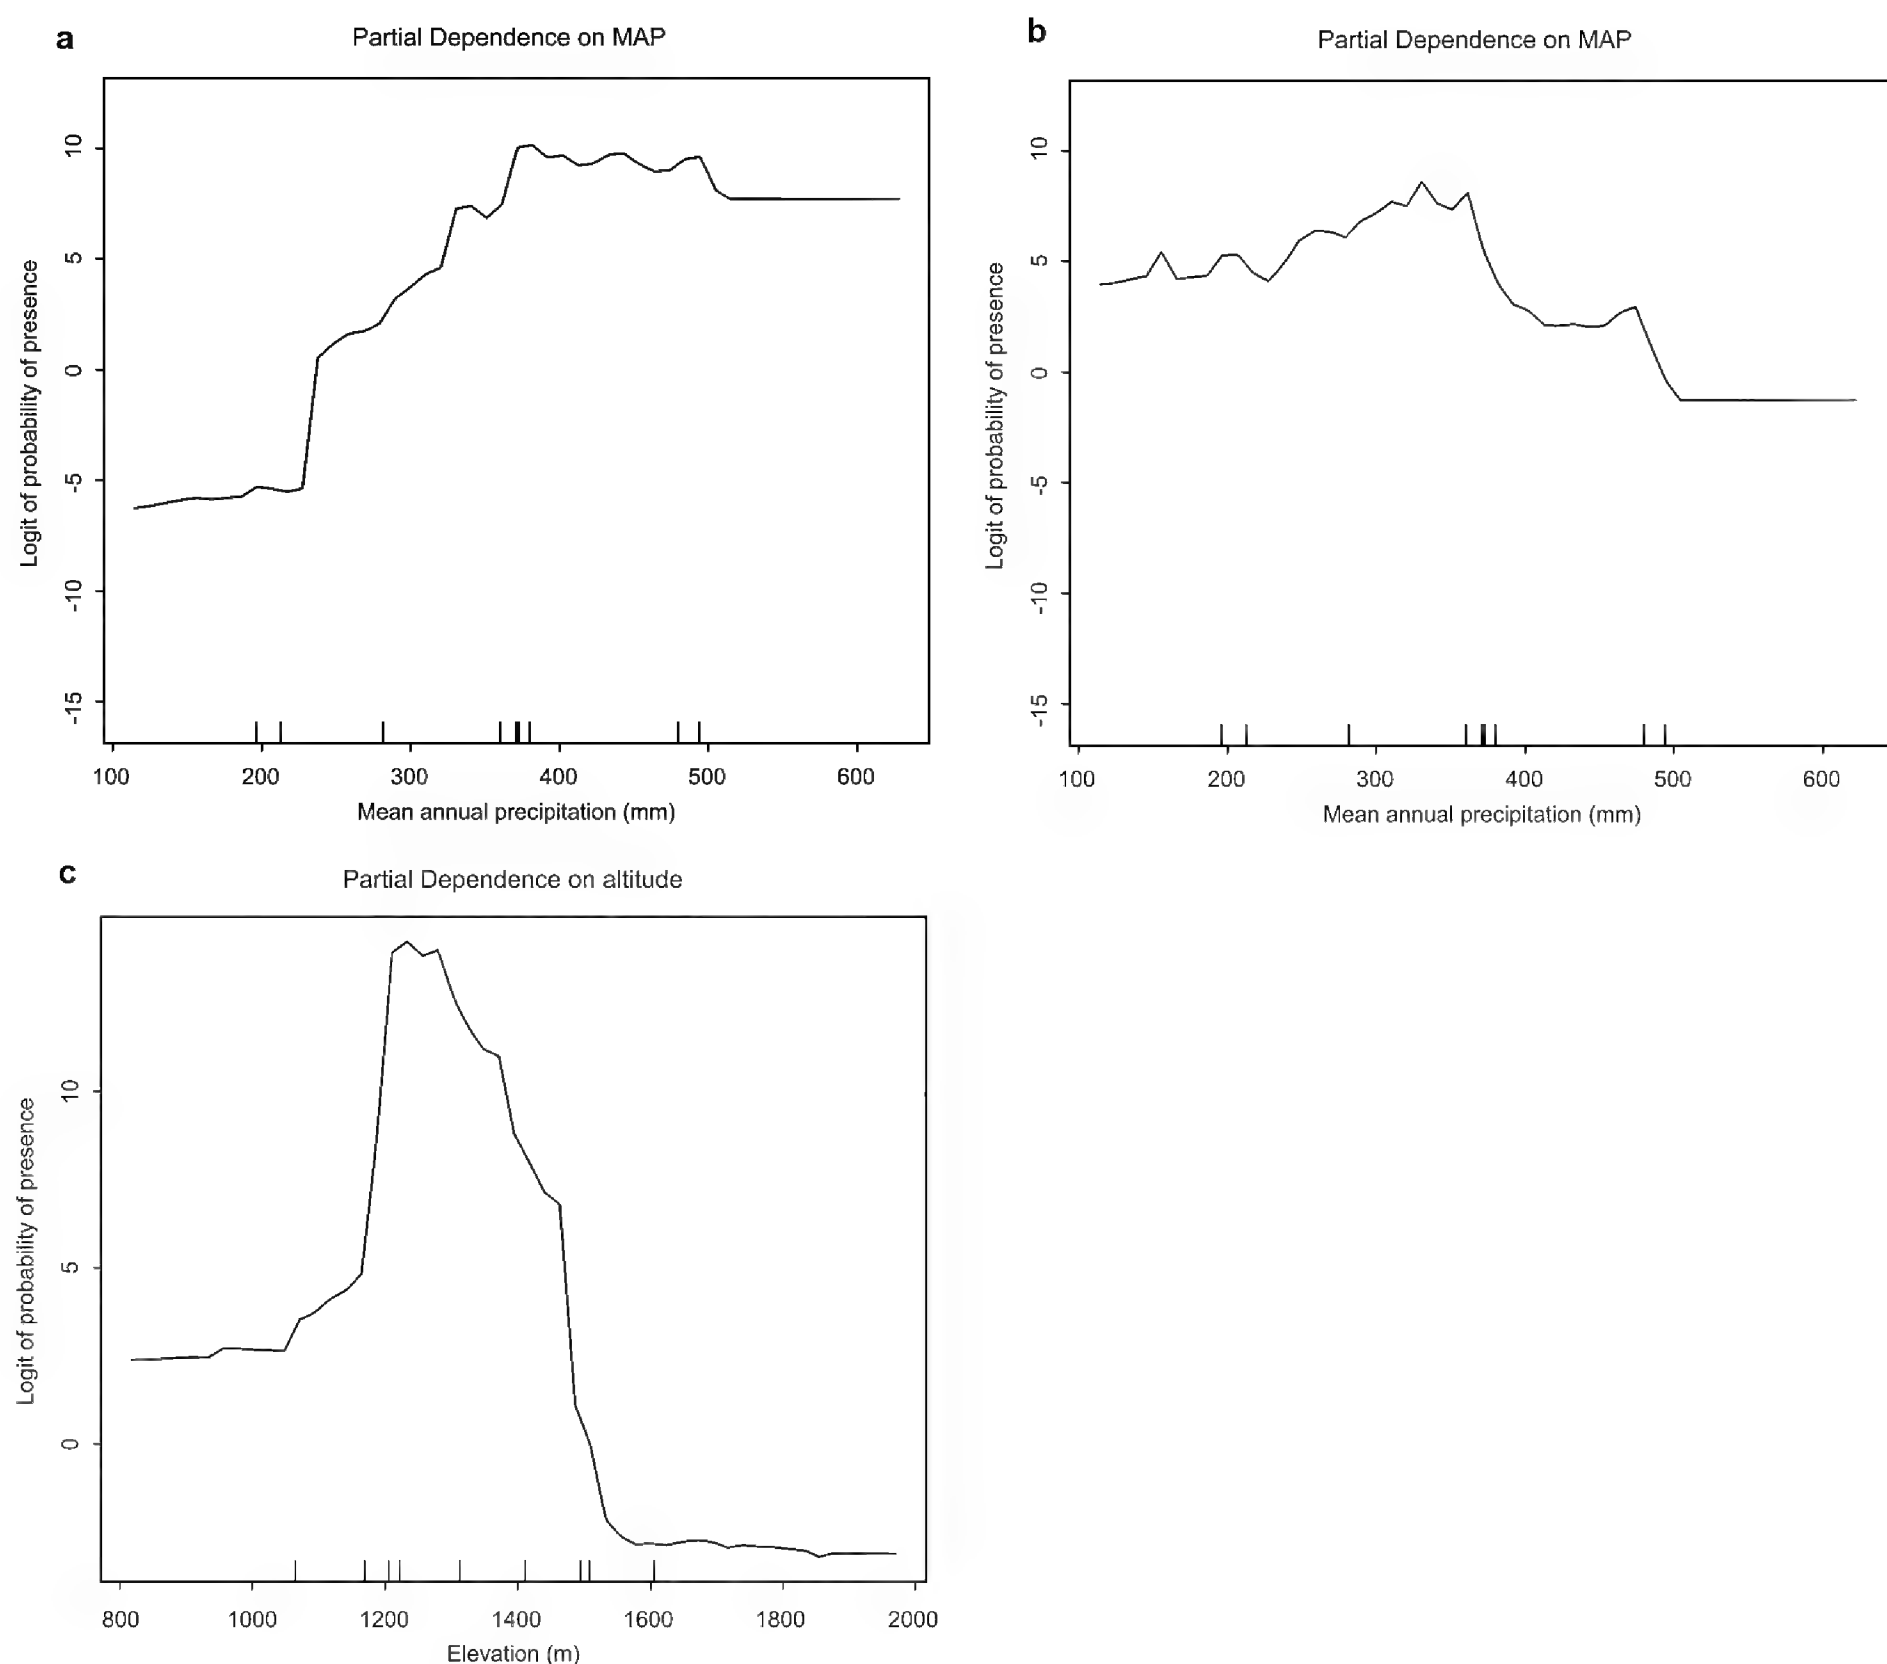 a
Partial Dependence on MAP
Logit of probability of presence
10
5
0
-5
-10
-15
100 200 300 400 500 600
Mean annual precipitation (mm)
b
Partial Dependence on MAP
Logit of probability of presence
10
5
0
-5
-10
-15
100 200 300 400 500 600
Mean annual precipitation (mm)
c
Partial Dependence on altitude
Logit of probability of presence
10
5
0
800 1000 1200 1400 1600 1800 2000
Elevation (m)